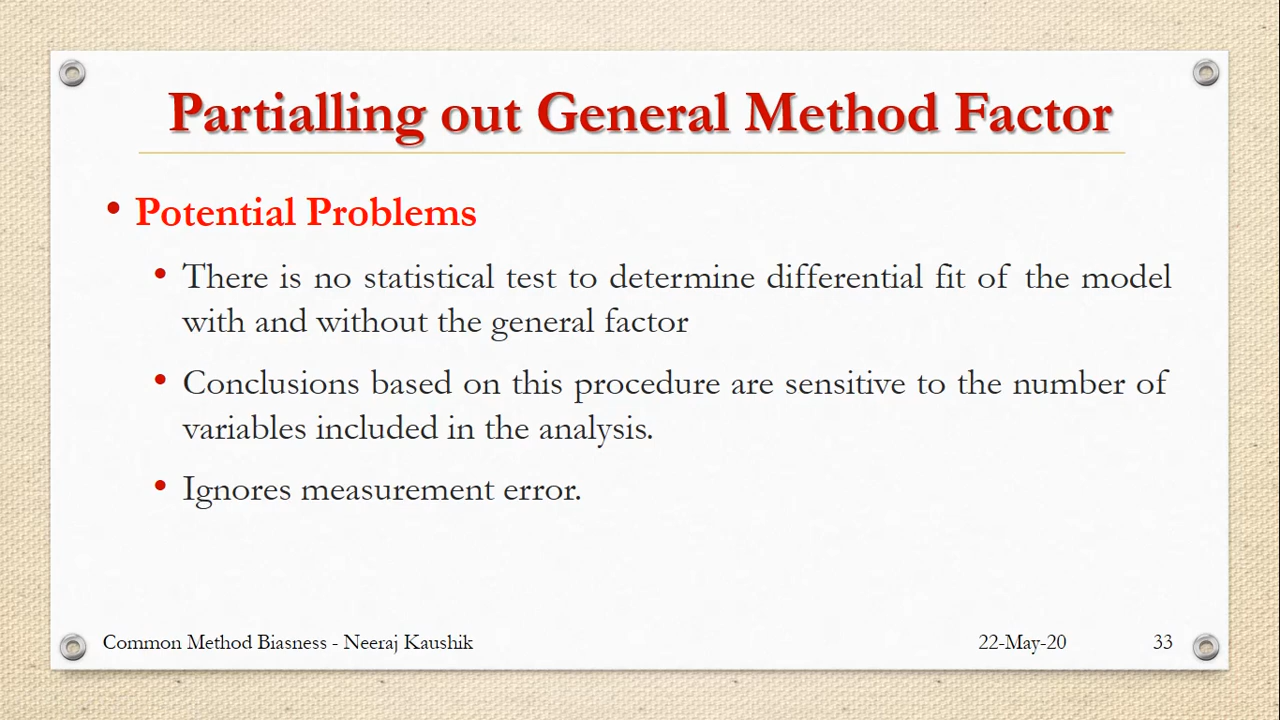 Partialling out General Method Factor
• Potential Problems
• There is no statistical test to determine differential fit of the model
with and without the general factor
• Conclusions based on this procedure are sensitive to the number of
variables included in the analysis.
• Ignores measurement error.
Common Method Biasness - Neeraj Kaushik
22-May-20
33